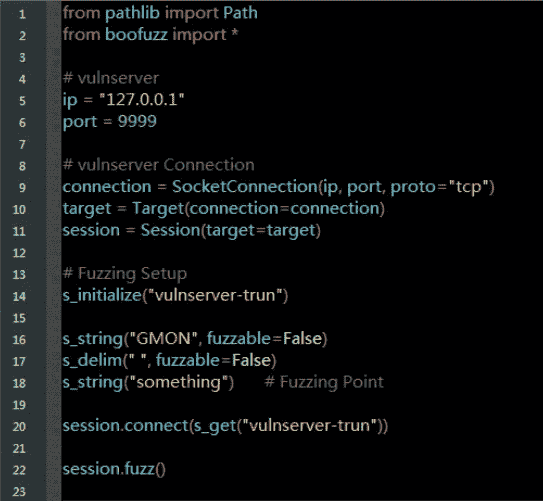 1 from pathlib import Path
2 from boofuzz import *
3
4 # vulnserver
5 ip = "127.0.0.1"
6 port = 9999
7
8 # vulnserver Connection
9 connection = SocketConnection(ip, port, proto="tcp")
10 target = Target(connection=connection)
11 session = Session(target=target)
12
13 # Fuzzing Setup
14 s_initialize("vulnserver-trun")
15
16 s_string("GMON", fuzzable=False)
17 s_delim(" ", fuzzable=False)
18 s_string("something") # Fuzzing Point
19
20 session.connect(s_get("vulnserver-trun"))
21
22 session.fuzz()
23